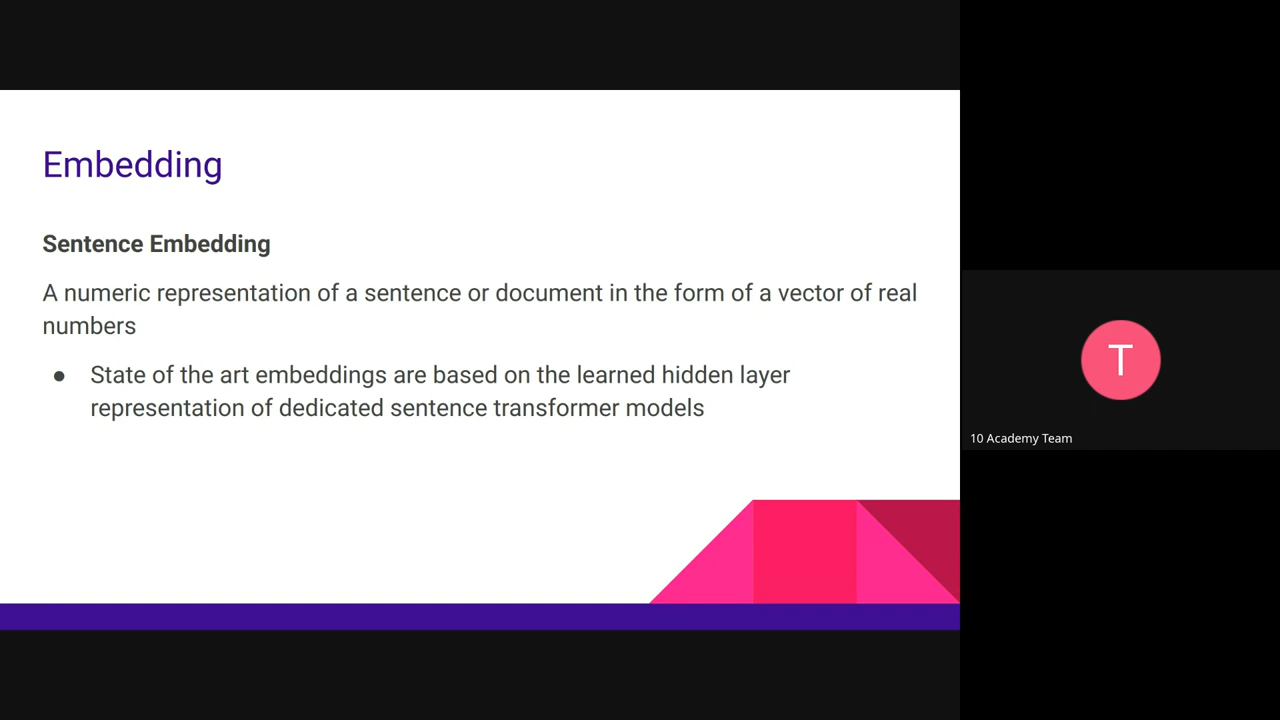 Embedding
Sentence Embedding
A numeric representation of a sentence or document in the form of a vector of real
numbers
● State of the art embeddings are based on the learned hidden layer
representation of dedicated sentence transformer models
T
10 Academy Team